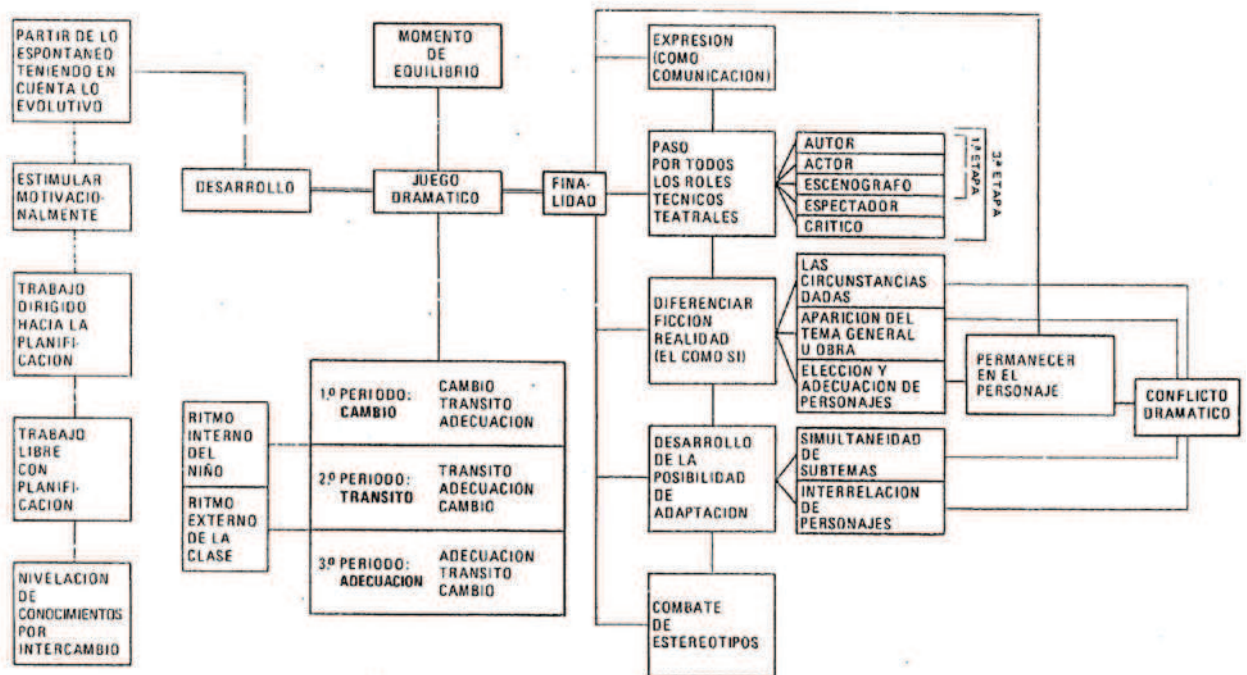 PARTIR DE LO
ESPONTANEO
TENIENDO EN
CUENTA LO
EVOLUTIVO
ESTIMULAR
MOTIVACIO-
NALMENTE
TRABAJO
DIRIGIDO
HACIA LA
PLANIFI-
CACION
TRABAJO
LIBRE
CON
PLANIFI-
CACION
NIVELACION
DE
CONOCIMIENTOS
POR
INTERCAMBIO
DESARROLLO
MOMENTO
DE
EQUILIBRIO
JUEGO
DRAMATICO
RITMO
INTERNO
DEL
NIÑO
RITMO
EXTERNO
DE LA
CLASE
1.º PERIODO: CAMBIO
CAMBIO TRANSITO
ADECUACION
2.º PERIODO: TRANSITO
TRANSITO ADECUACION
CAMBIO
3.º PERIODO: ADECUACION
ADECUACION TRANSITO
CAMBIO
FINA-
LIDAD
EXPRESION
(COMO
COMUNICACION)
PASO
POR TODOS
LOS ROLES
TECNICOS
TEATRALES
AUTOR
ACTOR
ESCENOGRAFO
ESPECTADOR
CRITICO
1.ª ETAPA
3.ª ETAPA
DIFERENCIAR
FICCION
REALIDAD
(EL COMO SI)
LAS
CIRCUNSTANCIAS
DADAS
APARICION DEL
TEMA GENERAL
U OBRA
ELECCION Y
ADECUACION DE
PERSONAJES
PERMANECER
EN EL
PERSONAJE
CONFLICTO
DRAMATICO
DESARROLLO
DE LA
POSIBILIDAD
DE
ADAPTACION
SIMULTANEIDAD
DE
SUBTEMAS
INTERRELACION
DE
PERSONAJES
COMBATE
DE
ESTEREOTIPOS